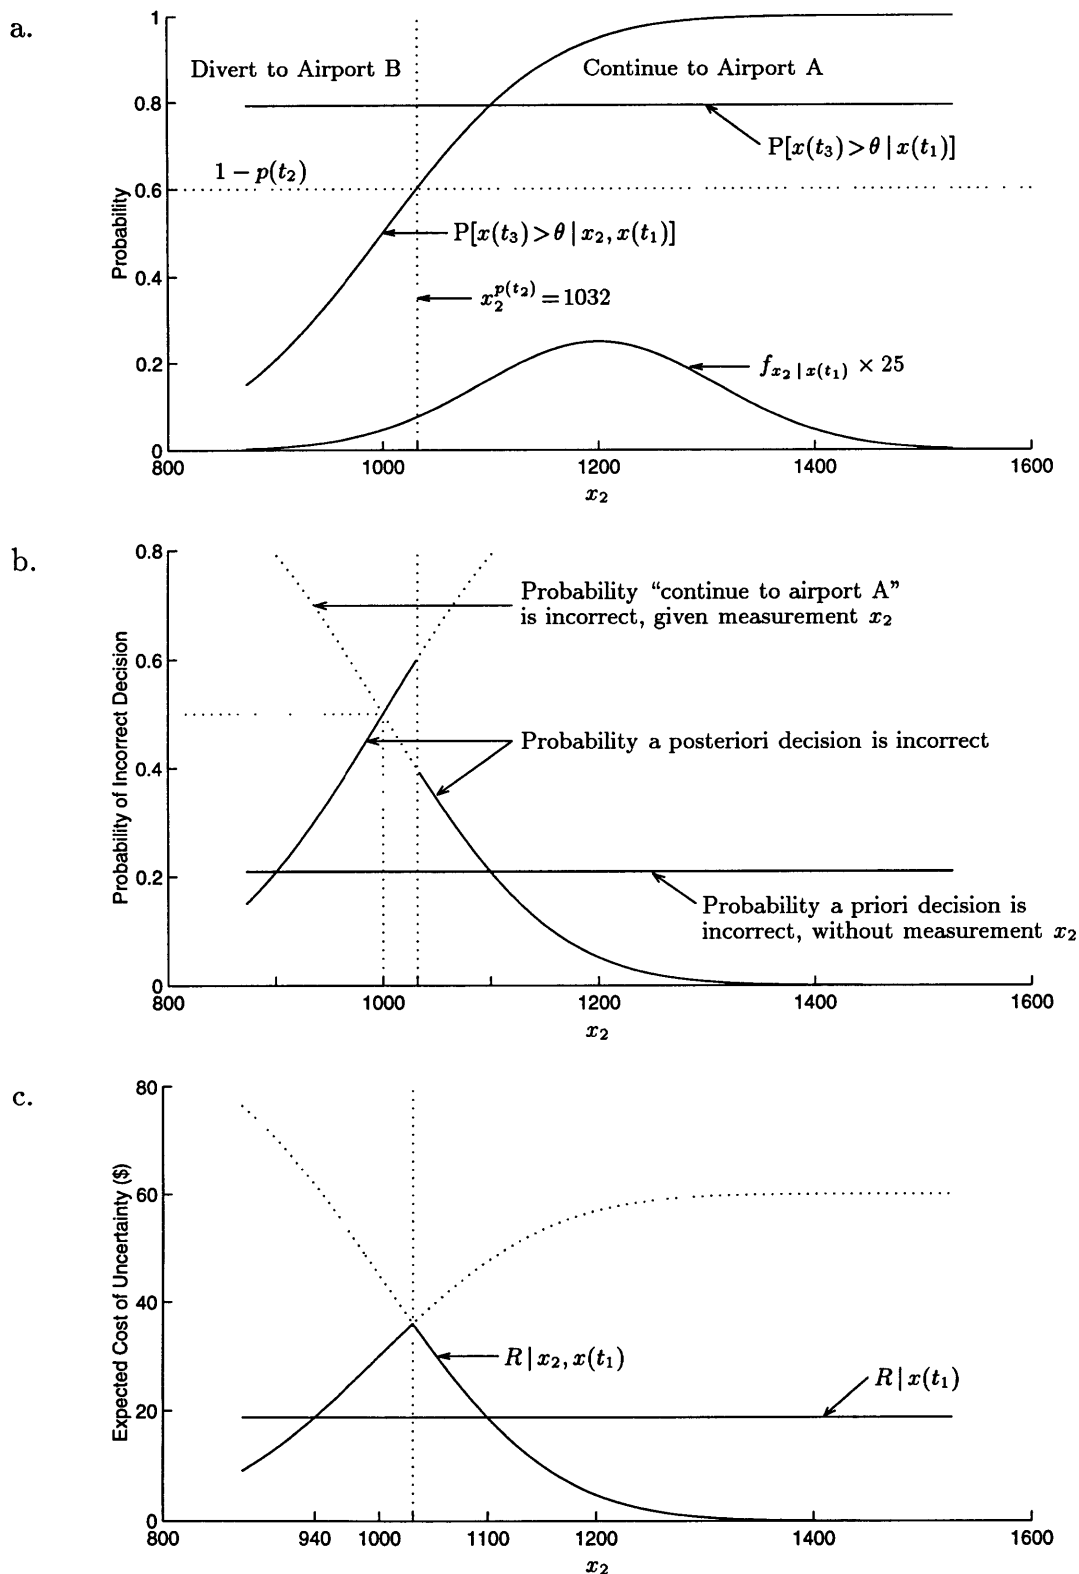 a.
1
Divert to Airport B
Continue to Airport A
0.8
P[x(t₃) > θ | x(t₁)]
1 − p(t₂)
0.6
Probability
P[x(t₃) > θ | x₂, x(t₁)]
0.4
x₂^{p(t₂)} = 1032
0.2
f_{x₂ | x(t₁)} × 25
0
800 1000 1200 1400 1600
x₂
b.
0.8
Probability “continue to airport A”
is incorrect, given measurement x₂
0.6
Probability of Incorrect Decision
Probability a posteriori decision is incorrect
0.4
0.2
Probability a priori decision is
incorrect, without measurement x₂
0
800 1000 1200 1400 1600
x₂
c.
80
60
Expected Cost of Uncertainty ($)
40
R | x₂, x(t₁)
R | x(t₁)
20
0
800 940 1000 1100 1200 1400 1600
x₂